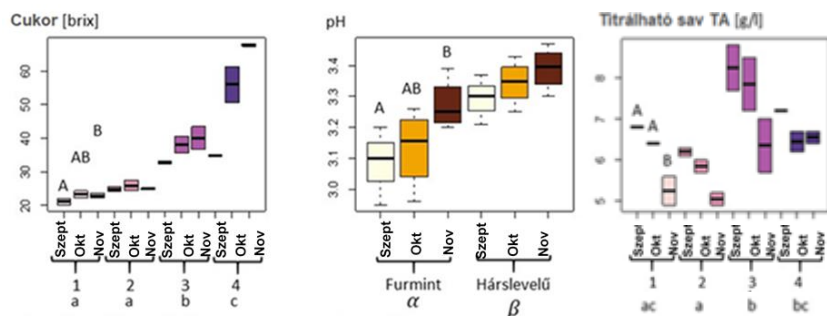 Cukor [brix]
60
50
40
30
20
A
AB
B
Szept
Okt
Nov
Szept
Okt
Nov
Szept
Okt
Nov
Szept
Okt
Nov
1 2 3 4
a a b c
pH
3.4
3.3
3.2
3.1
3.0
A
AB
B
Szept
Okt
Nov
Szept
Okt
Nov
Furmint Hárslevelű
α β
Titrálható sav TA [g/l]
8
7
6
5
A
A
B
Szept
Okt
Nov
Szept
Okt
Nov
Szept
Okt
Nov
Szept
Okt
Nov
1 2 3 4
ac a b bc